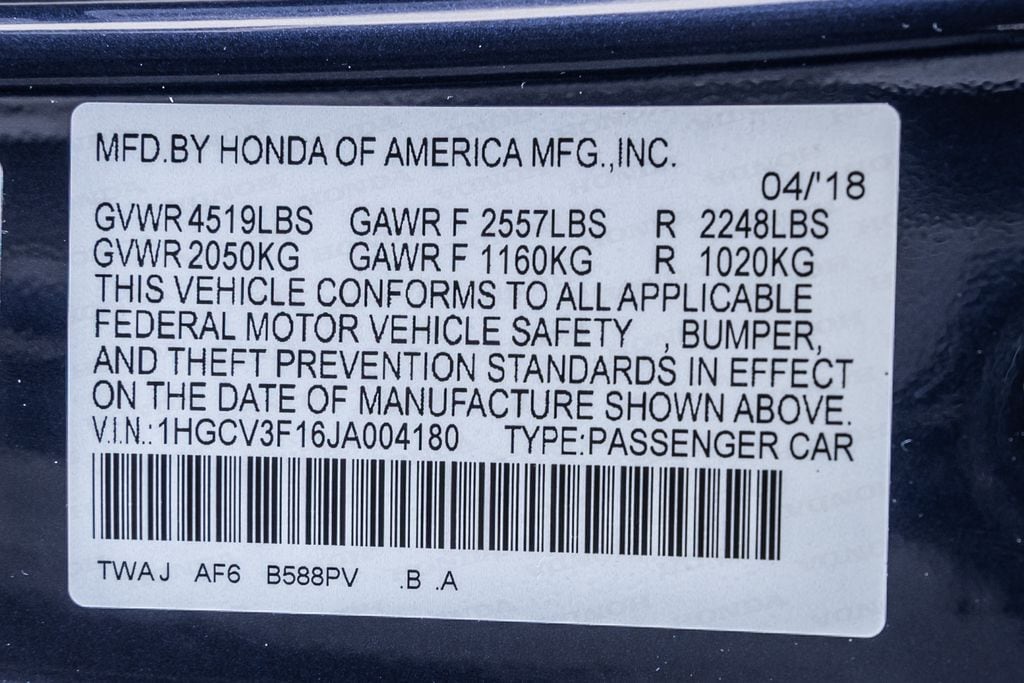 MFD.BY HONDA OF AMERICA MFG.,INC.
04/'18
GVWR 4519LBS GAWR F 2557LBS R 2248LBS
GVWR 2050KG GAWR F 1160KG R 1020KG
THIS VEHICLE CONFORMS TO ALL APPLICABLE
FEDERAL MOTOR VEHICLE SAFETY , BUMPER,
AND THEFT PREVENTION STANDARDS IN EFFECT
ON THE DATE OF MANUFACTURE SHOWN ABOVE.
V.I.N.:1HGCV3F16JA004180 TYPE:PASSENGER CAR
TWAJ AF6 B588PV .B .A